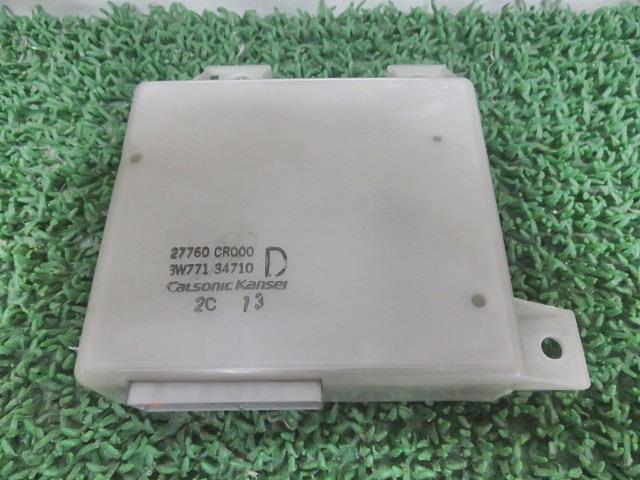 27760 CR000
3W771 34710 D
Calsonic Kansei
2C 13